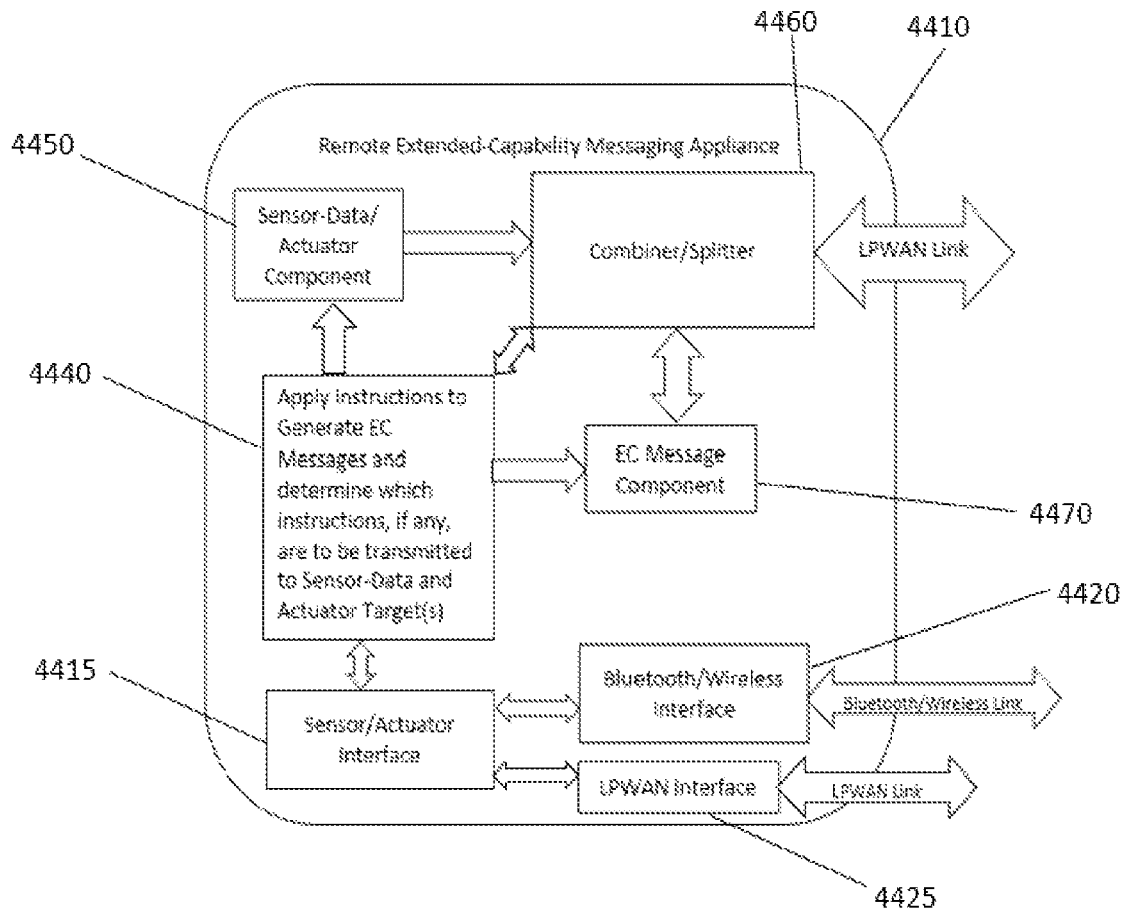 4460
4410
4450
Remote Extended-Capability Messaging Appliance
Sensor-Data/
Actuator
Component
Combiner/Splitter
LPWAN Link
4440
Apply instructions to
Generate EC
Messages and
determine which
instructions, if any,
are to be transmitted
to Sensor-Data and
Actuator Target(s)
EC Message
Component
4470
4420
4415
Sensor/Actuator
Interface
Bluetooth/Wireless
Interface
Bluetooth/Wireless Link
LPWAN Interface
LPWAN Link
4425